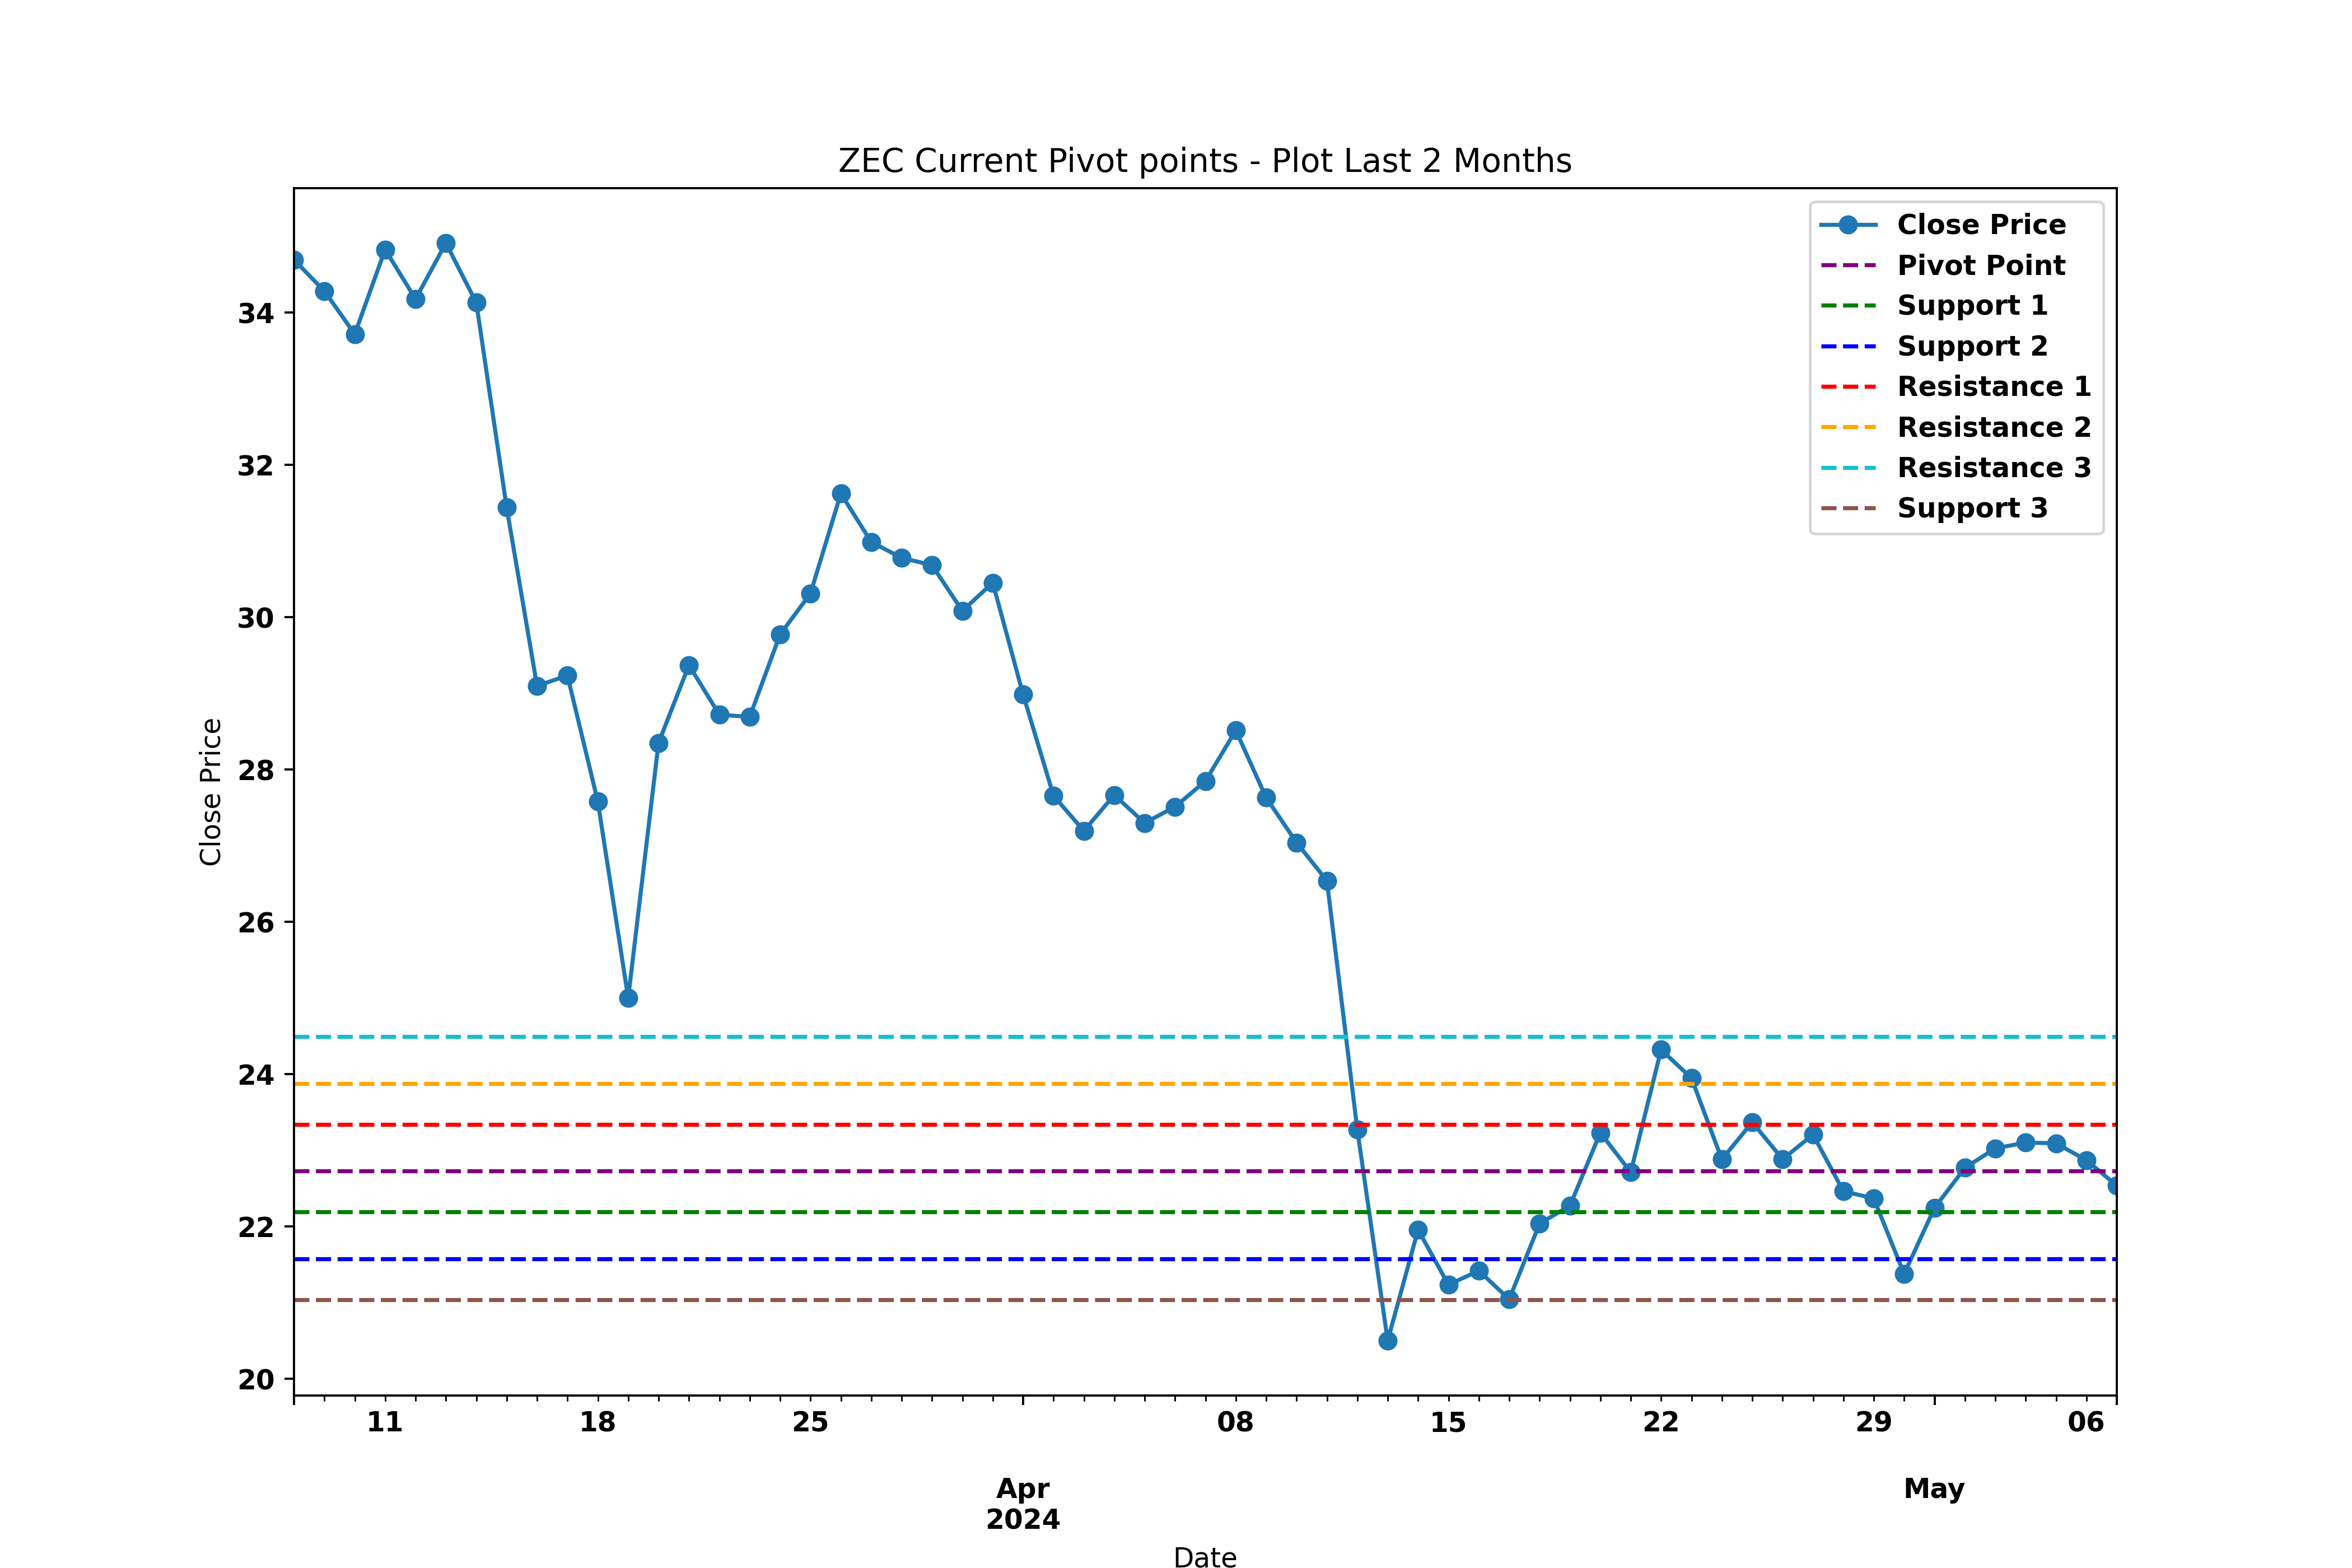 ZEC Current Pivot points - Plot Last 2 Months
Close Price
Pivot Point
Support 1
Support 2
Resistance 1
Resistance 2
Resistance 3
Support 3
Close Price
34
32
30
28
26
24
22
20
11 18 25 08 15 22 29 06
Apr May
2024
Date